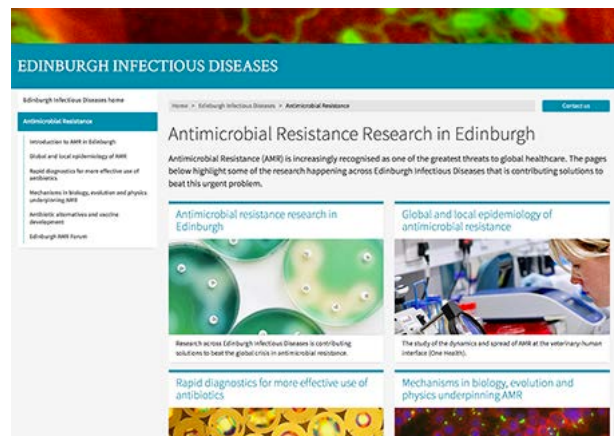 EDINBURGH INFECTIOUS DISEASES
Edinburgh Infectious Diseases home
Antimicrobial Resistance
Introduction to AMR in Edinburgh
Global and local epidemiology of AMR
Rapid diagnostics for more effective use of
antibiotics
Mechanisms in biology, evolution and physics
underpinning AMR
Antibiotic alternatives and vaccine
development
Edinburgh AMR Forum
Home > Edinburgh Infectious Diseases > Antimicrobial Resistance
Contact us
Antimicrobial Resistance Research in Edinburgh
Antimicrobial Resistance (AMR) is increasingly recognised as one of the greatest threats to global healthcare. The pages
below highlight some of the research happening across Edinburgh Infectious Diseases that is contributing solutions to
beat this urgent problem.
Antimicrobial resistance research in
Edinburgh
Research across Edinburgh Infectious Diseases is contributing
solutions to beat the global crisis in antimicrobial resistance.
Global and local epidemiology of
antimicrobial resistance
The study of the dynamics and spread of AMR at the veterinary-human
interface (One Health).
Rapid diagnostics for more effective use of
antibiotics
Mechanisms in biology, evolution and
physics underpinning AMR